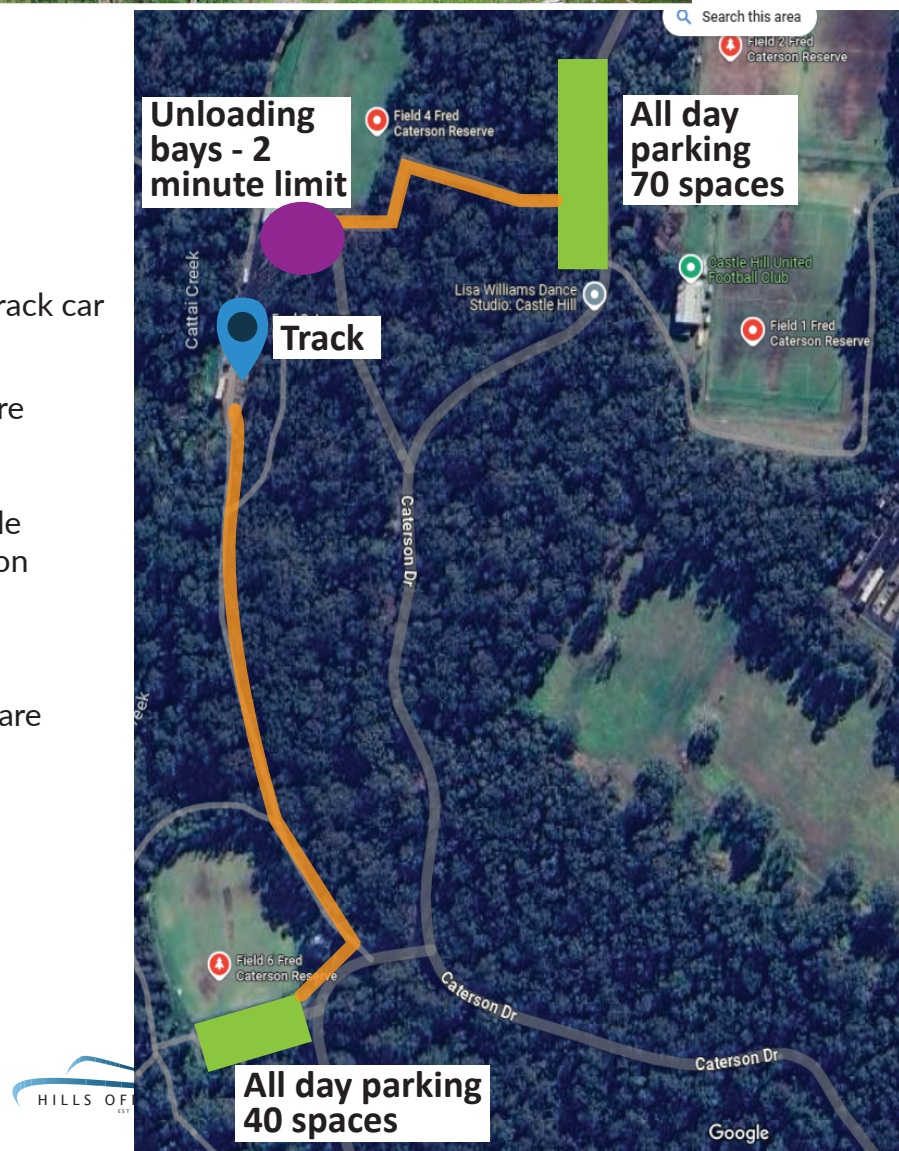 Search this area
Field 2 Fred
Caterson Reserve
Unloading
bays - 2
minute limit
Field 4 Fred
Caterson Reserve
All day
parking
70 spaces
Cattai Creek
Castle Hill United
Football Club
Lisa Williams Dance
Studio: Castle Hill
rack car
Track
Field 1 Fred
Caterson Reserve
re
le
on
Caterson Dr
are
eek
Field 6 Fred
Caterson Reserve
Caterson Dr
Caterson Dr
HILLS OF
EST
All day parking
40 spaces
Google